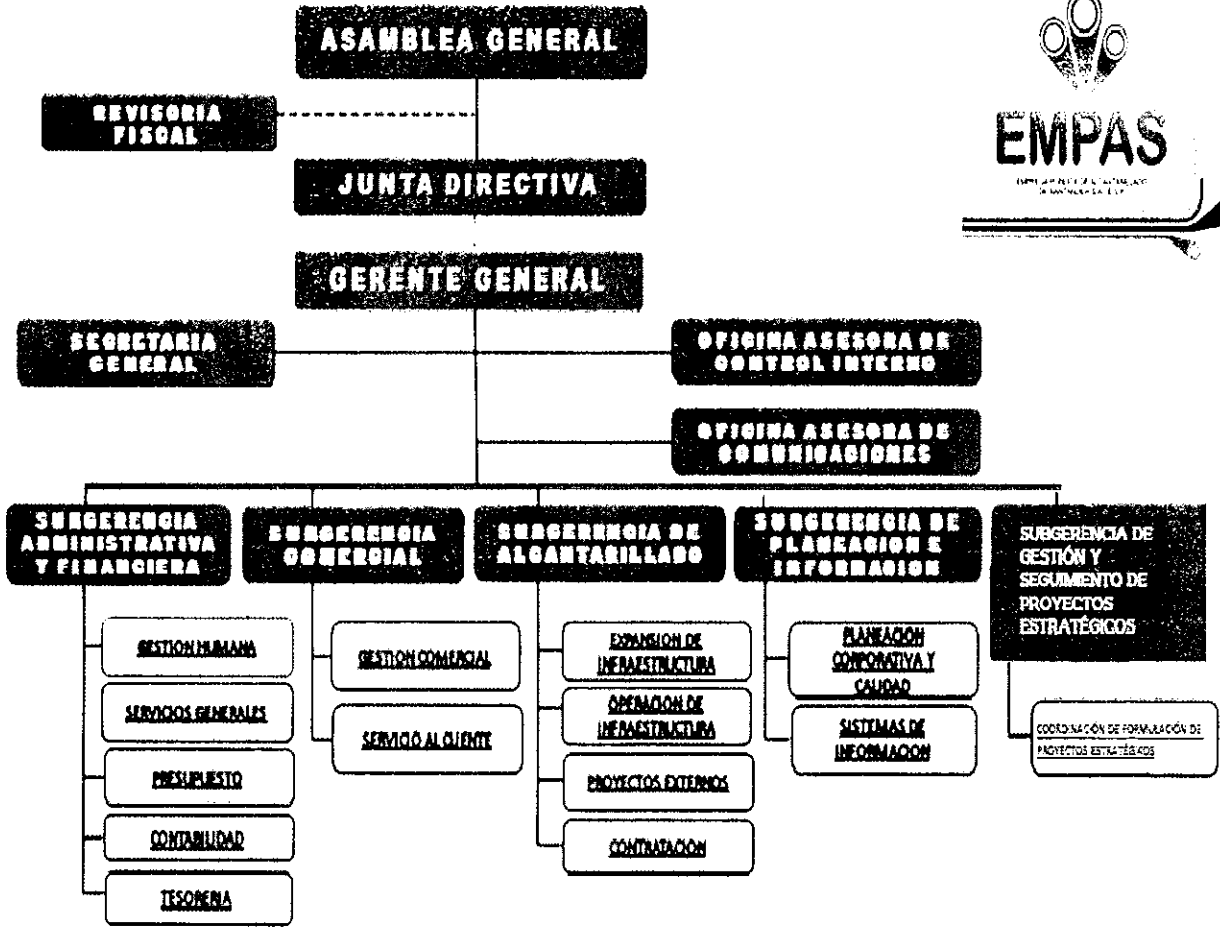 ASAMBLEA GENERAL
REVISORIA
FISCAL
JUNTA DIRECTIVA
EMPAS
GERENTE GENERAL
SECRETARIA
GENERAL
OFICINA ASESORA DE
CONTROL INTERNO
OFICINA ASESORA DE
COMUNICACIONES
SUBGERENCIA
ADMINISTRATIVA
Y FINANCIERA
SUBGERENCIA
COMERCIAL
SUBGERENCIA DE
ALCANTARILLADO
SUBGERENCIA DE
PLANEACION E
INFORMACION
SUBGERENCIA DE
GESTIÓN Y
SEGUIMIENTO DE
PROYECTOS
ESTRATÉGICOS
GESTION HUMANA
SERVICIOS GENERALES
PRESUPUESTO
CONTABILIDAD
TESORERIA
GESTION COMERCIAL
SERVICIO AL CLIENTE
EXPANSION DE
INFRAESTRUCTURA
OPERACION DE
INFRAESTRUCTURA
PROYECTOS EXTERNOS
CONTRATACION
PLANEACION
CORPORATIVA Y
CALIDAD
SISTEMAS DE
INFORMACION
COORDINACIÓN DE FORMULACIÓN DE
PROYECTOS ESTRATÉGICOS